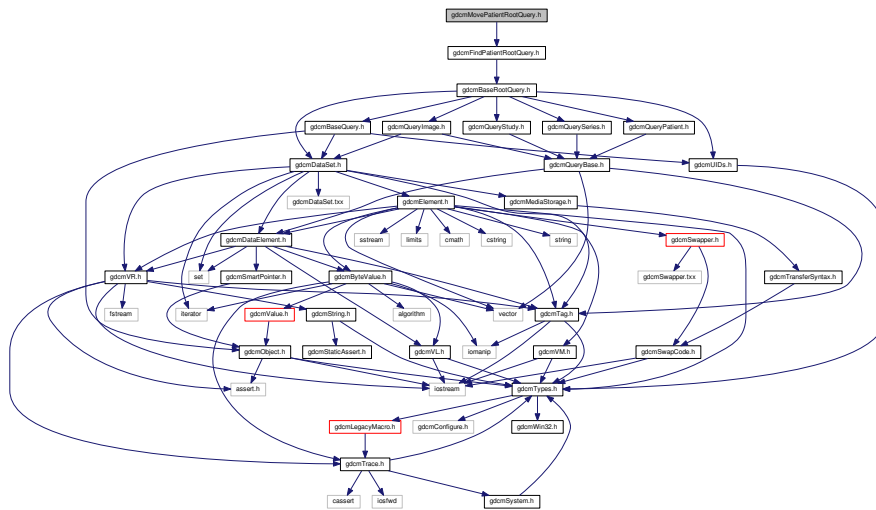 gdcmMovePatientRootQuery.h
gdcmFindPatientRootQuery.h
gdcmBaseRootQuery.h
gdcmBaseQuery.h
gdcmQueryImage.h
gdcmQueryStudy.h
gdcmQuerySeries.h
gdcmQueryPatient.h
gdcmDataSet.h
gdcmQueryBase.h
gdcmUIDs.h
gdcmDataSet.txx
gdcmElement.h
gdcmMediaStorage.h
gdcmDataElement.h
sstream
limits
cmath
cstring
string
gdcmSwapper.h
gdcmVR.h
set
gdcmSmartPointer.h
gdcmByteValue.h
gdcmSwapper.txx
gdcmTransferSyntax.h
fstream
iterator
gdcmValue.h
gdcmString.h
algorithm
vector
gdcmTag.h
gdcmObject.h
gdcmStaticAssert.h
gdcmVL.h
iomanip
gdcmVM.h
gdcmSwapCode.h
assert.h
iostream
gdcmTypes.h
gdcmLegacyMacro.h
gdcmConfigure.h
gdcmWin32.h
gdcmTrace.h
cassert
iosfwd
gdcmSystem.h